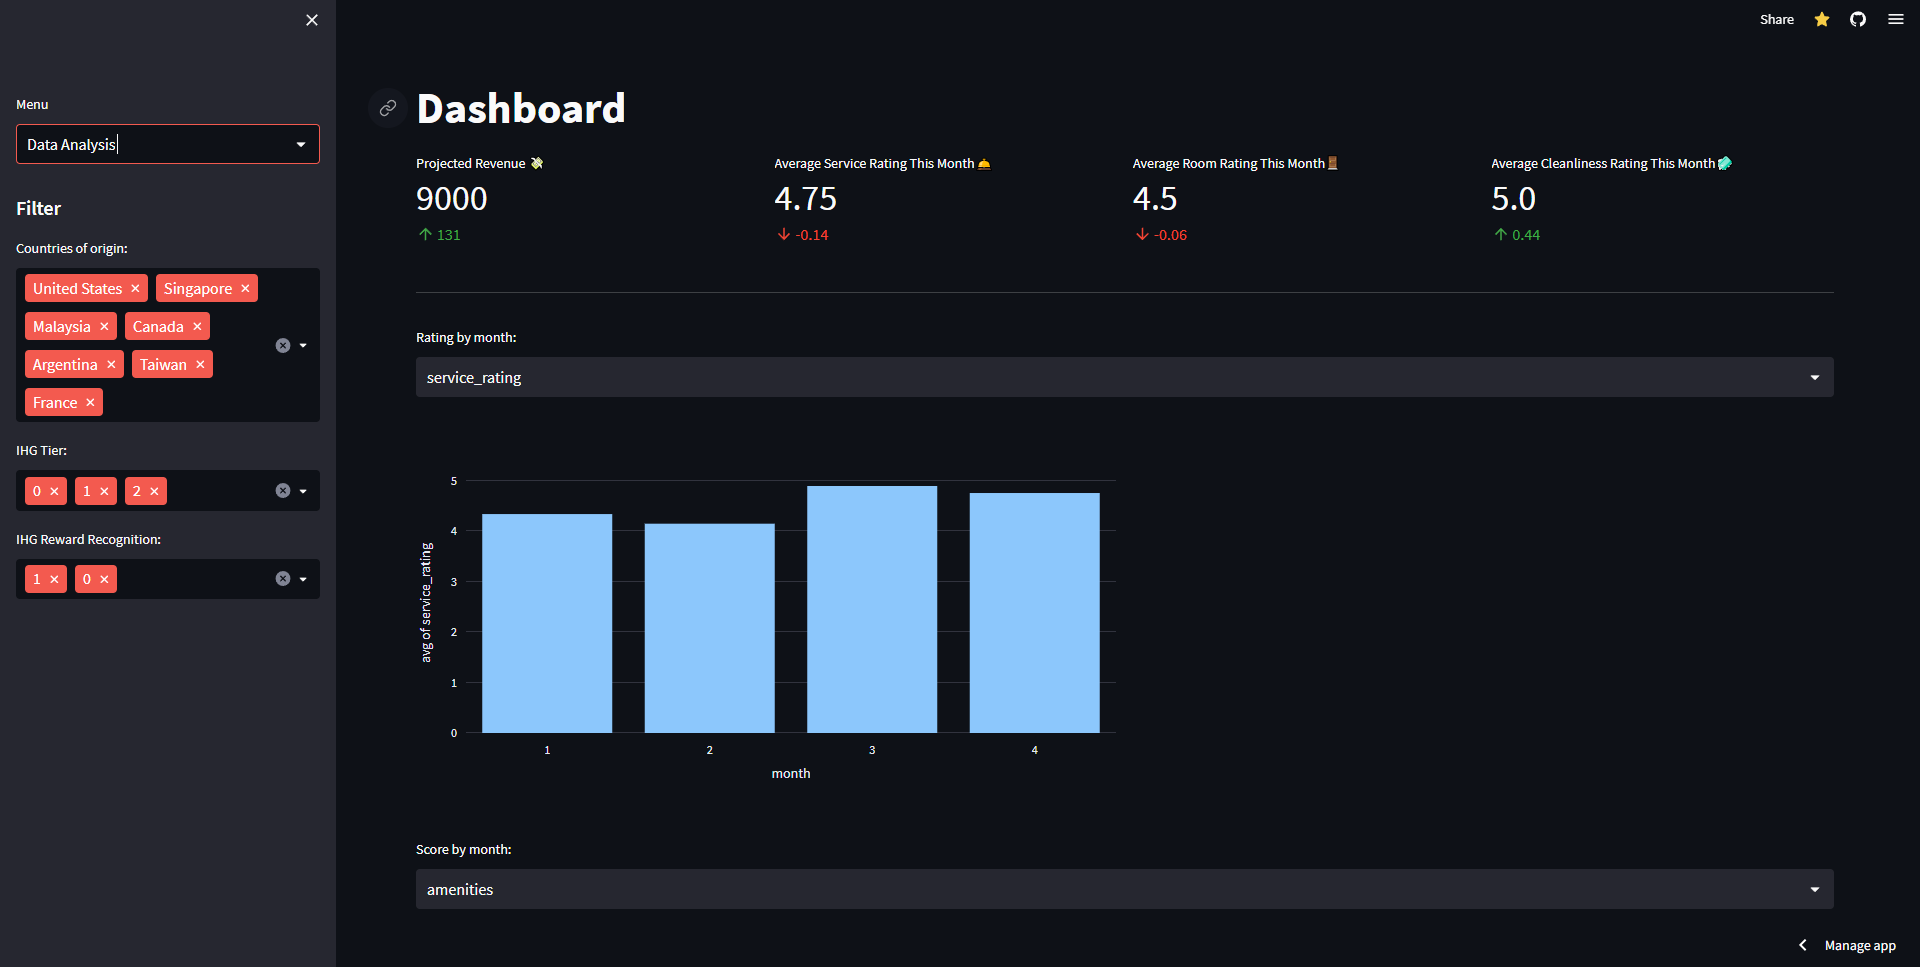 Share
Menu
Data Analysis
Filter
Countries of origin:
United States
Singapore
Malaysia
Canada
Argentina
Taiwan
France
IHG Tier:
0
1
2
IHG Reward Recognition:
1
0
Dashboard
Projected Revenue
9000
131
Average Service Rating This Month
4.75
-0.14
Average Room Rating This Month
4.5
-0.06
Average Cleanliness Rating This Month
5.0
0.44
Rating by month:
service_rating
avg of service_rating
5
4
3
2
1
0
1
2
3
4
month
Score by month:
amenities
Manage app